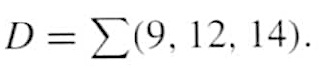 D = ∑(9, 12, 14).